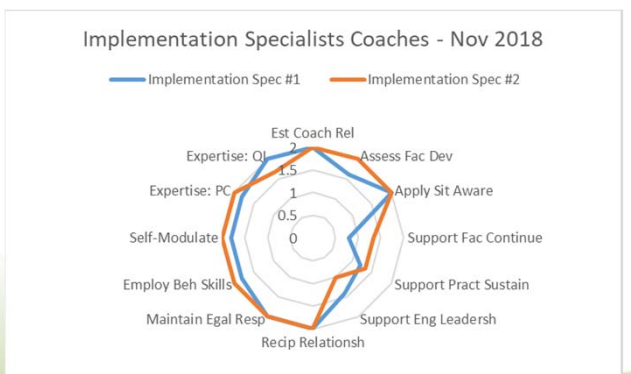 Implementation Specialists Coaches - Nov 2018
Implementation Spec #1
Implementation Spec #2
Est Coach Rel
Assess Fac Dev
Apply Sit Aware
Support Fac Continue
Support Pract Sustain
Support Eng Leadersh
Recip Relationsh
Maintain Egal Resp
Employ Beh Skills
Self-Modulate
Expertise: PC
Expertise: QI
2
1.5
1
0.5
0